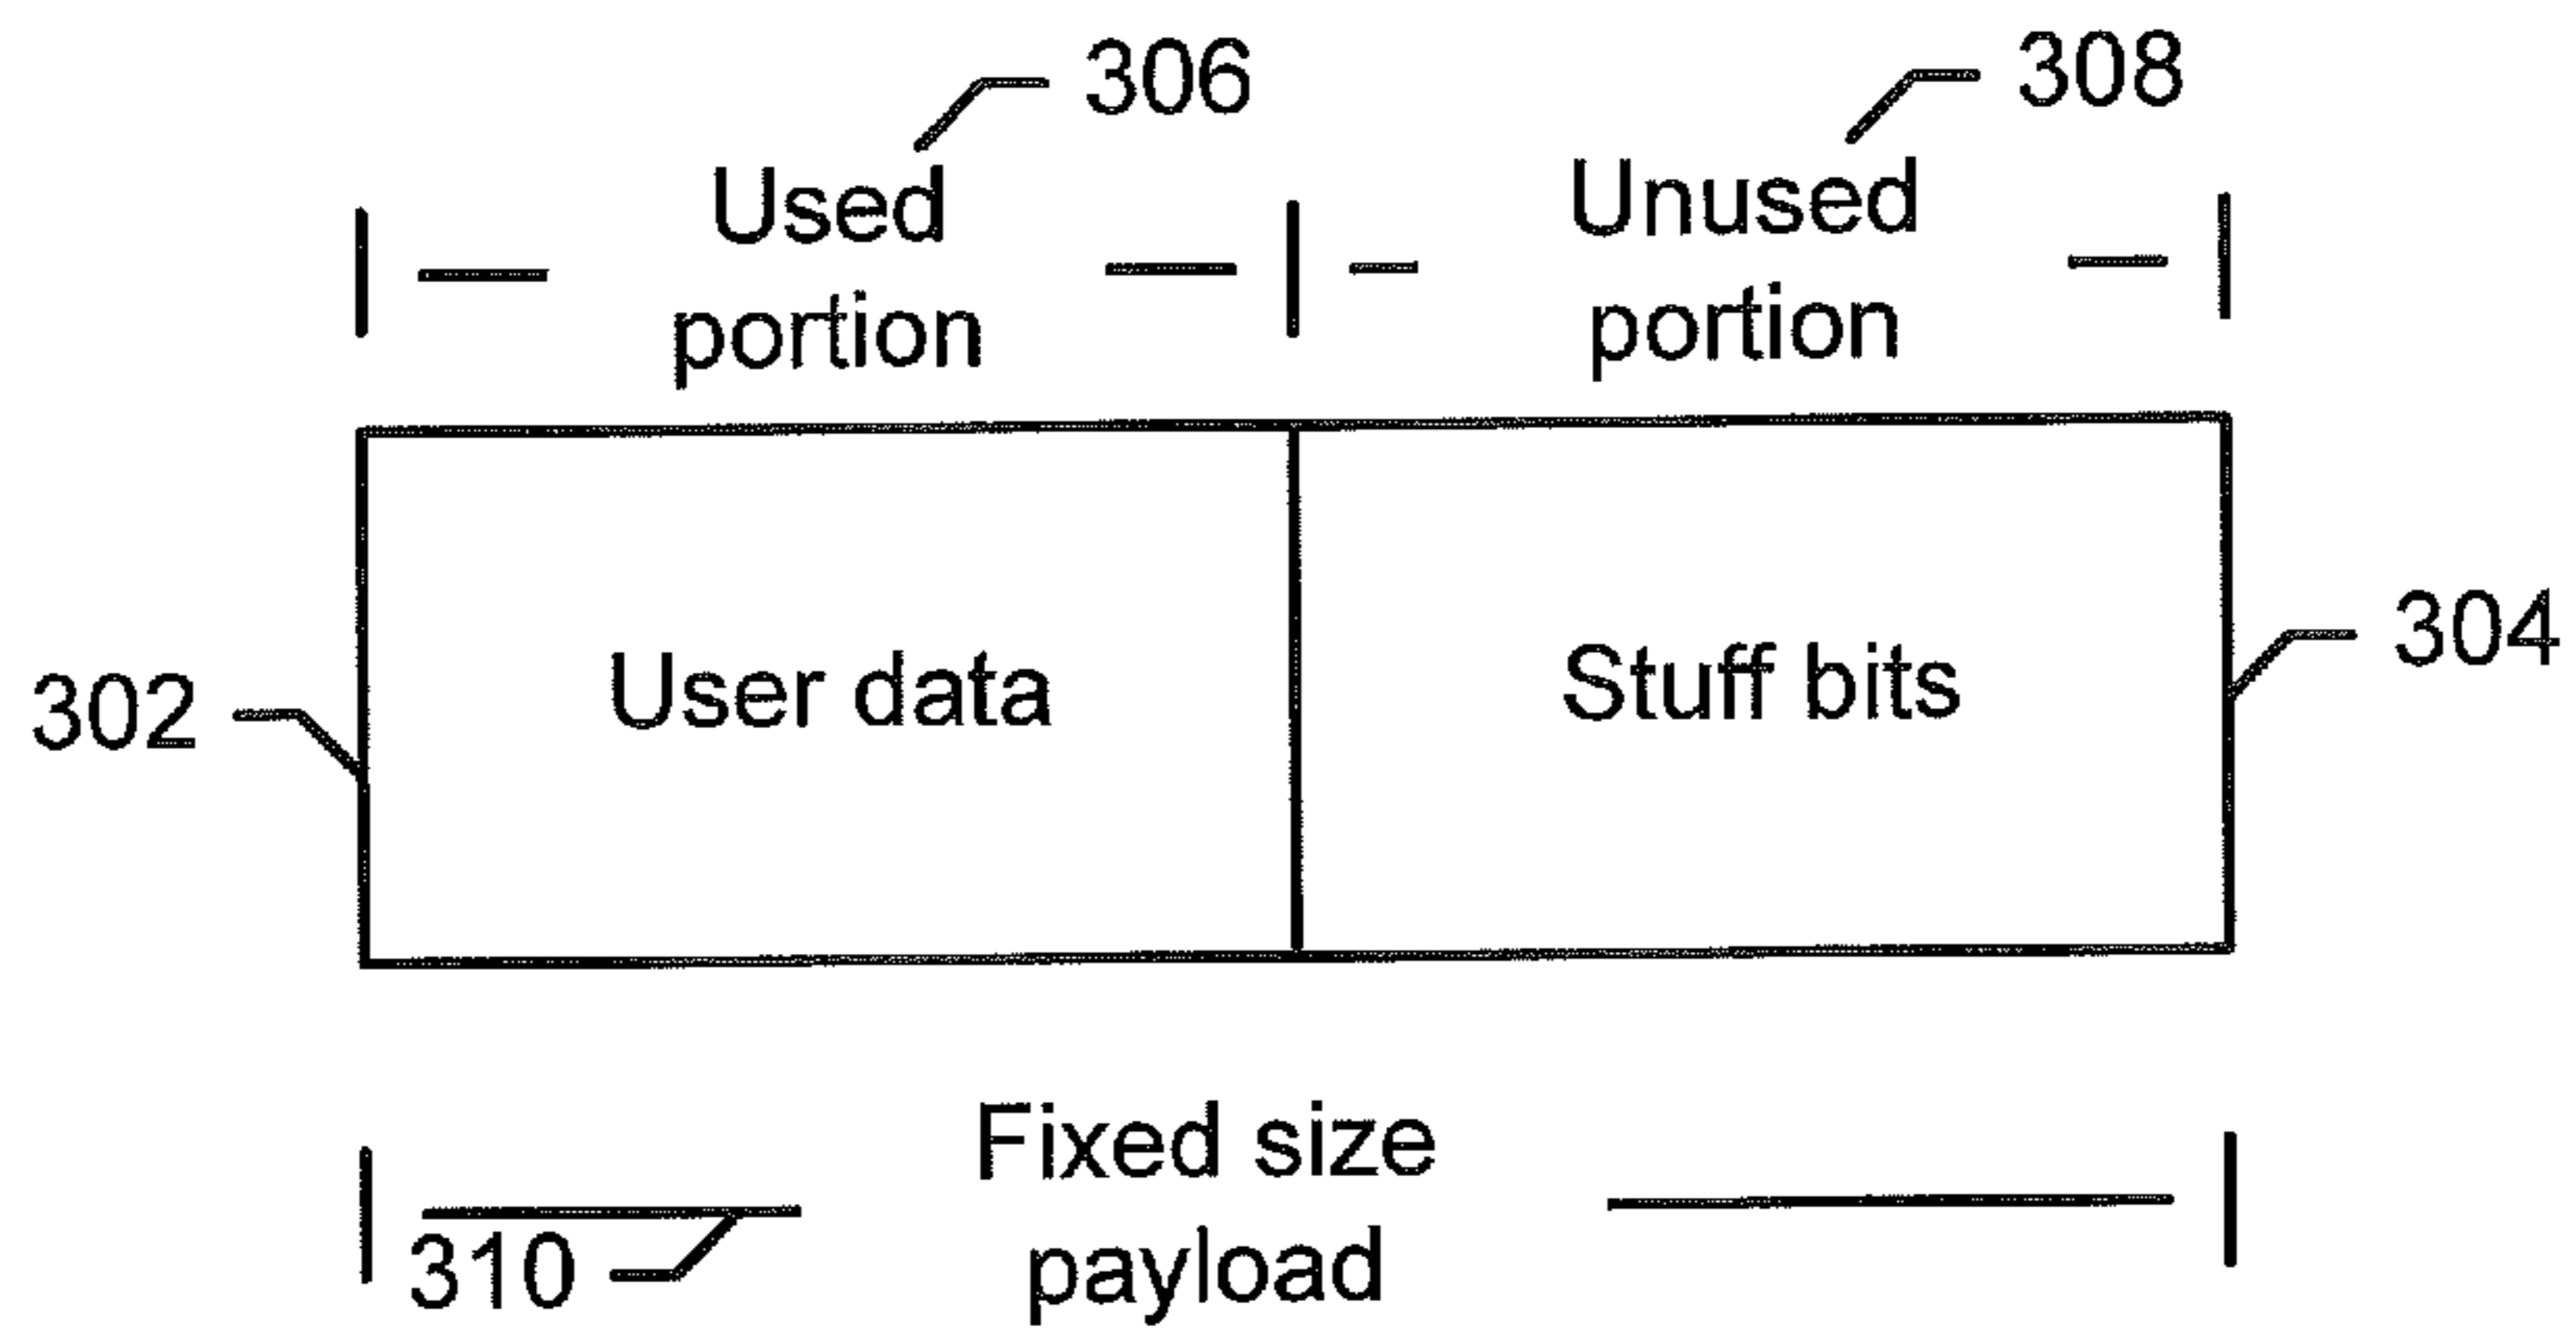 306
308
Used
portion
Unused
portion
302
User data
Stuff bits
304
Fixed size
payload
310